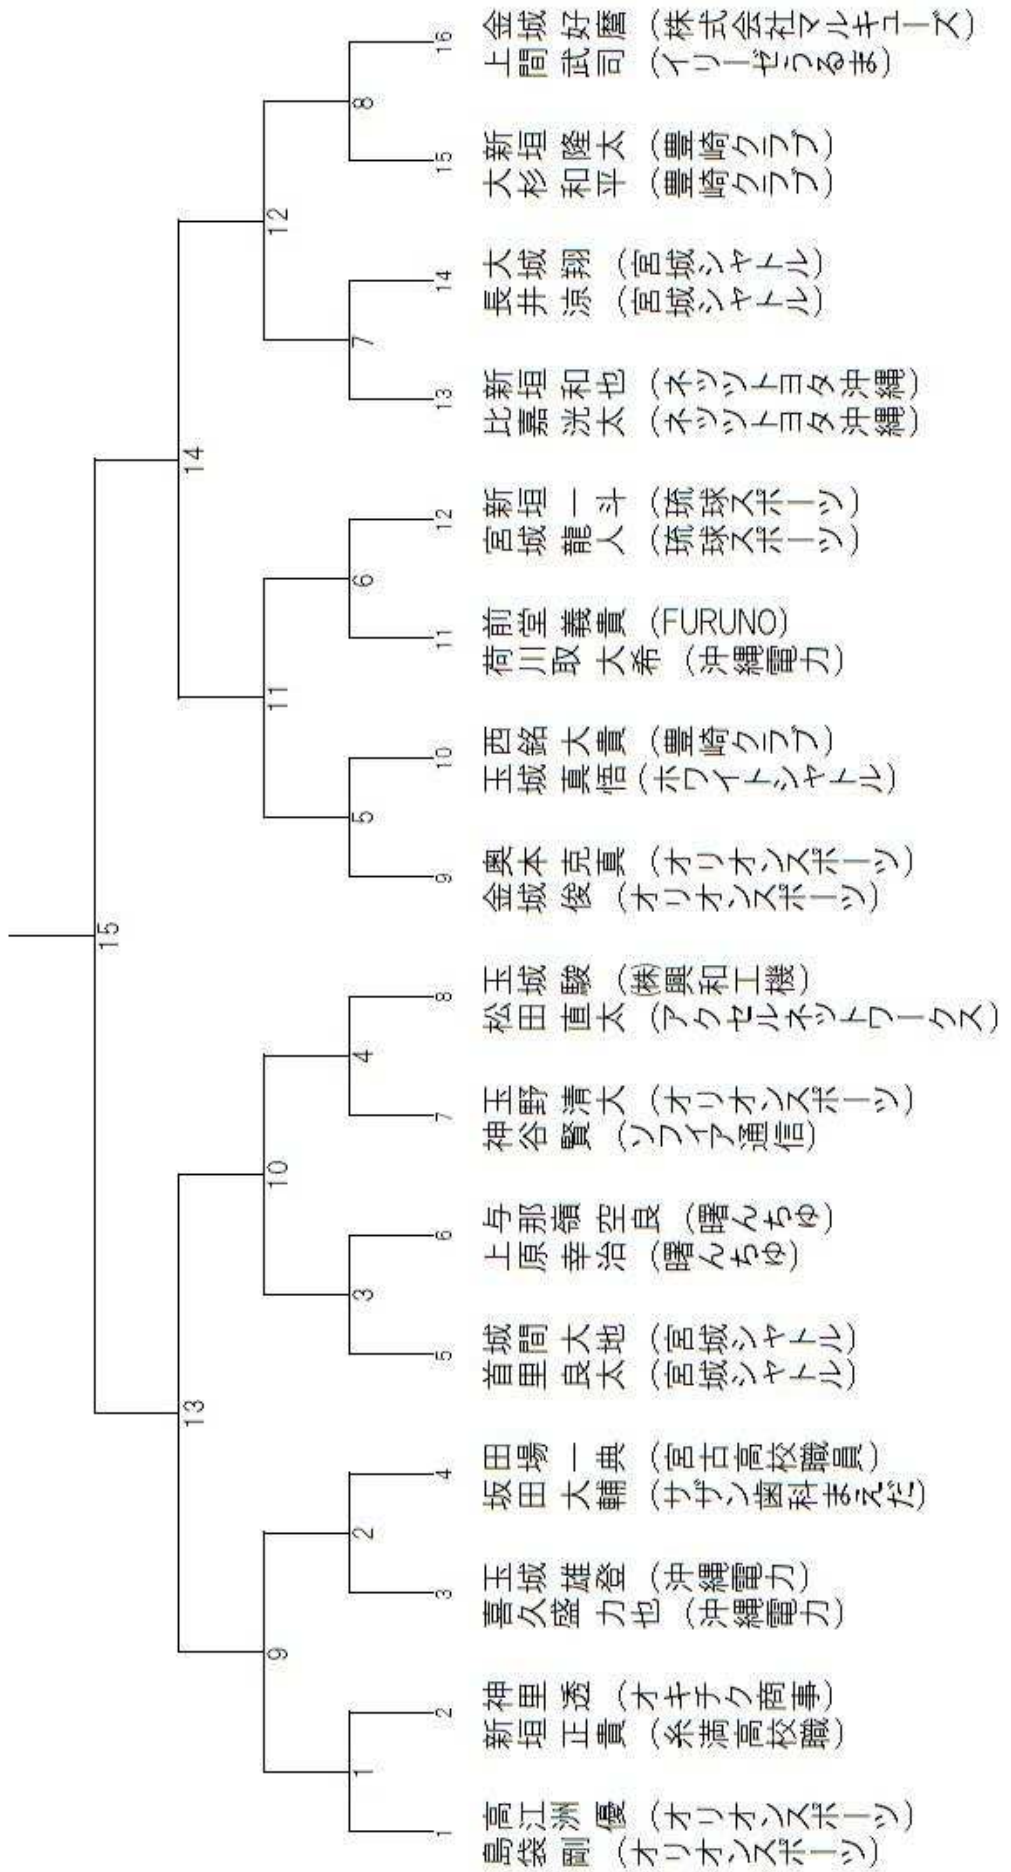 15
13
14
9
10
11
12
1
2
3
4
5
6
7
8
1
高江洲 優 (オリオンスポーツ)
島袋 剛 (オリオンスポーツ)
2
神里 透 (オキチク商事)
新垣 正貴 (糸満高校職)
3
玉城 雄登 (沖縄電力)
喜久盛 力也 (沖縄電力)
4
田場 一典 (宮古高校職員)
坂田 大輔 (サザン歯科まえだ)
5
城間 大地 (宮城シャトル)
首里 良太 (宮城シャトル)
6
与那嶺 空良 (曙んちゅ)
上原 幸治 (曙んちゅ)
7
玉野 清大 (オリオンスポーツ)
神谷 賢 (ソフィア通信)
8
玉城 駿 (㈱興和工機)
松田 直太 (アクセルネットワークス)
9
奥本 克真 (オリオンスポーツ)
金城 俊 (オリオンスポーツ)
10
西銘 大貴 (豊崎クラブ)
玉城 真悟 (ホワイトシャトル)
11
前堂 義貴 (FURUNO)
荷川取 大希 (沖縄電力)
12
新垣 一斗 (琉球スポーツ)
宮城 龍人 (琉球スポーツ)
13
新垣 和也 (ネッツトヨタ沖縄)
比嘉 洸太 (ネッツトヨタ沖縄)
14
大城 翔 (宮城シャトル)
長井 涼 (宮城シャトル)
15
新垣 隆太 (豊崎クラブ)
大杉 和平 (豊崎クラブ)
16
金城 好麿 (株式会社マルキューズ)
上間 武司 (イリーゼうるま)